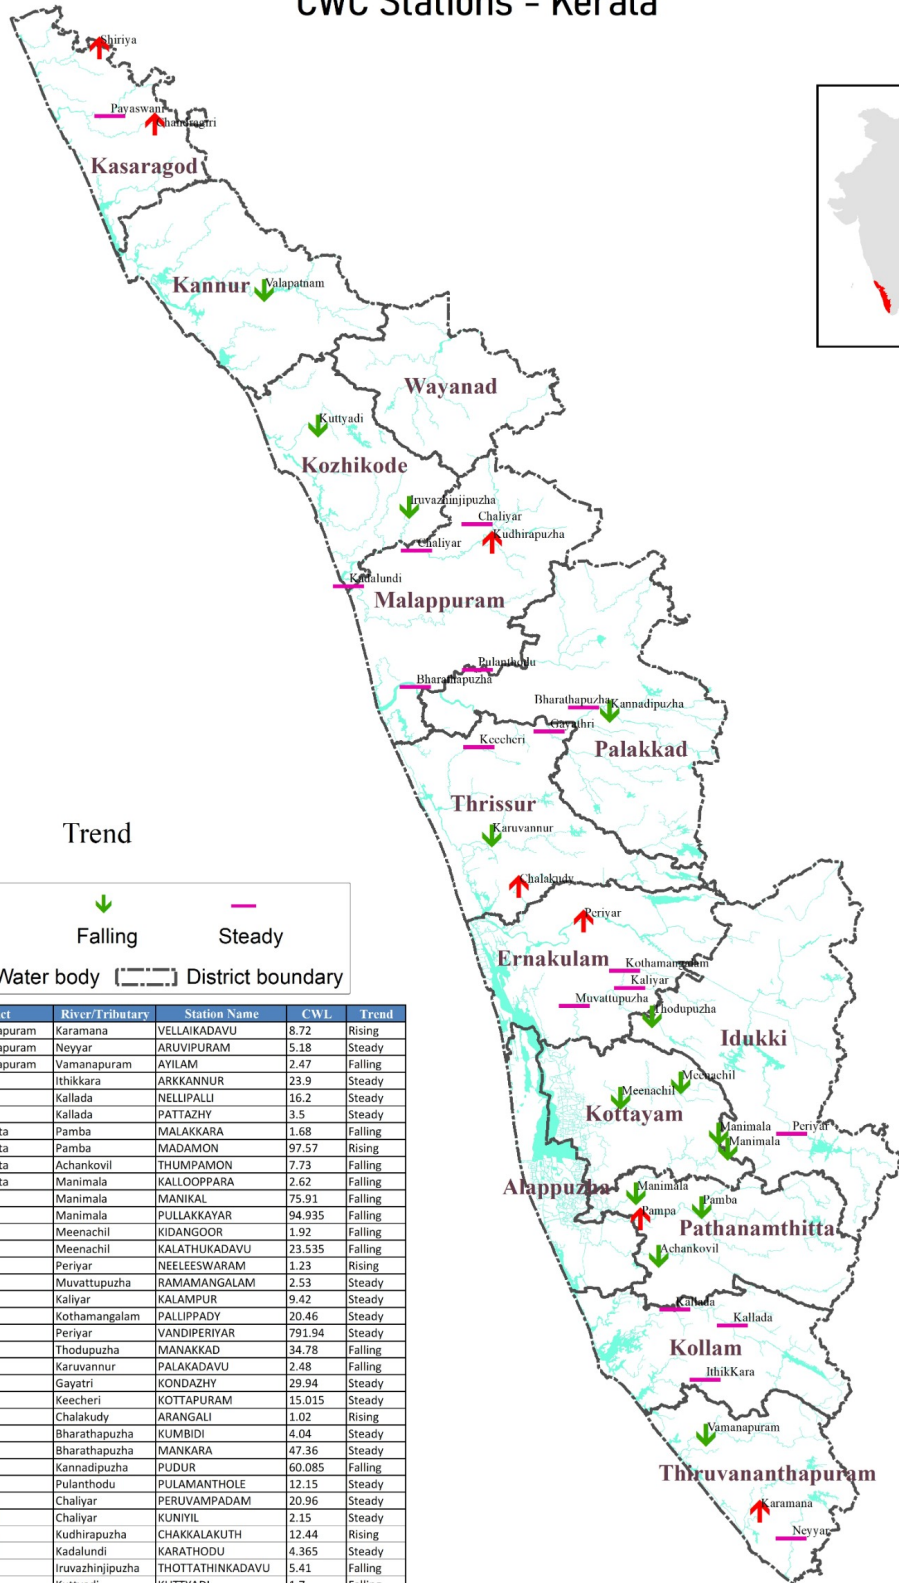 CWC Stations - Kerala
Shiriya
Payaswani
Chandragiri
Kasaragod
Kannur
Valapatnam
Wayanad
Kuttyadi
Kozhikode
Iruvazhinjipuzha
Chaliyar
Kudhirapuzha
Chaliyar
Kadalundi
Malappuram
Pulanthodu
Bharathapuzha
Bharathapuzha
Kannadipuzha
Gayathri
Keecheri
Palakkad
Thrissur
Karuvannur
Chalakudy
Periyar
Ernakulam
Kothamangalam
Kaliyar
Muvattupuzha
Thodupuzha
Idukki
Meenachil
Meenachil
Kottayam
Manimala
Periyar
Manimala
Alappuzha
Manimala
Pamba
Pampa
Pathanamthitta
Achankovil
Kallada
Kallada
Kollam
IthikKara
Vamanapuram
Thiruvananthapuram
Karamana
Neyyar
Trend
Falling
Steady
Water body
District boundary
ct River/Tributary Station Name CWL Trend
apuram Karamana VELLAIKADAVU 8.72 Rising
apuram Neyyar ARUVIPURAM 5.18 Steady
apuram Vamanapuram AYILAM 2.47 Falling
Ithikkara ARKKANNUR 23.9 Steady
Kallada NELLIPALLI 16.2 Steady
Kallada PATTAZHY 3.5 Steady
ta Pamba MALAKKARA 1.68 Falling
ta Pamba MADAMON 97.57 Rising
ta Achankovil THUMPAMON 7.73 Falling
ta Manimala KALLOOPPARA 2.62 Falling
Manimala MANIKAL 75.91 Falling
Manimala PULLAKKAYAR 94.935 Falling
Meenachil KIDANGOOR 1.92 Falling
Meenachil KALATHUKADAVU 23.535 Falling
Periyar NEELEESWARAM 1.23 Rising
Muvattupuzha RAMAMANGALAM 2.53 Steady
Kaliyar KALAMPUR 9.42 Steady
Kothamangalam PALLIPPADY 20.46 Steady
Periyar VANDIPERIYAR 791.94 Steady
Thodupuzha MANAKKAD 34.78 Falling
Karuvannur PALAKADAVU 2.48 Falling
Gayatri KONDAZHY 29.94 Steady
Keecheri KOTTAPURAM 15.015 Steady
Chalakudy ARANGALI 1.02 Rising
Bharathapuzha KUMBIDI 4.04 Steady
Bharathapuzha MANKARA 47.36 Steady
Kannadipuzha PUDUR 60.085 Falling
Pulanthodu PULAMANTHOLE 12.15 Steady
Chaliyar PERUVAMPADAM 20.96 Steady
Chaliyar KUNIYIL 2.15 Steady
Kudhirapuzha CHAKKALAKUTH 12.44 Rising
Kadalundi KARATHODU 4.365 Steady
Iruvazhinjipuzha THOTTATHINKADAVU 5.41 Falling